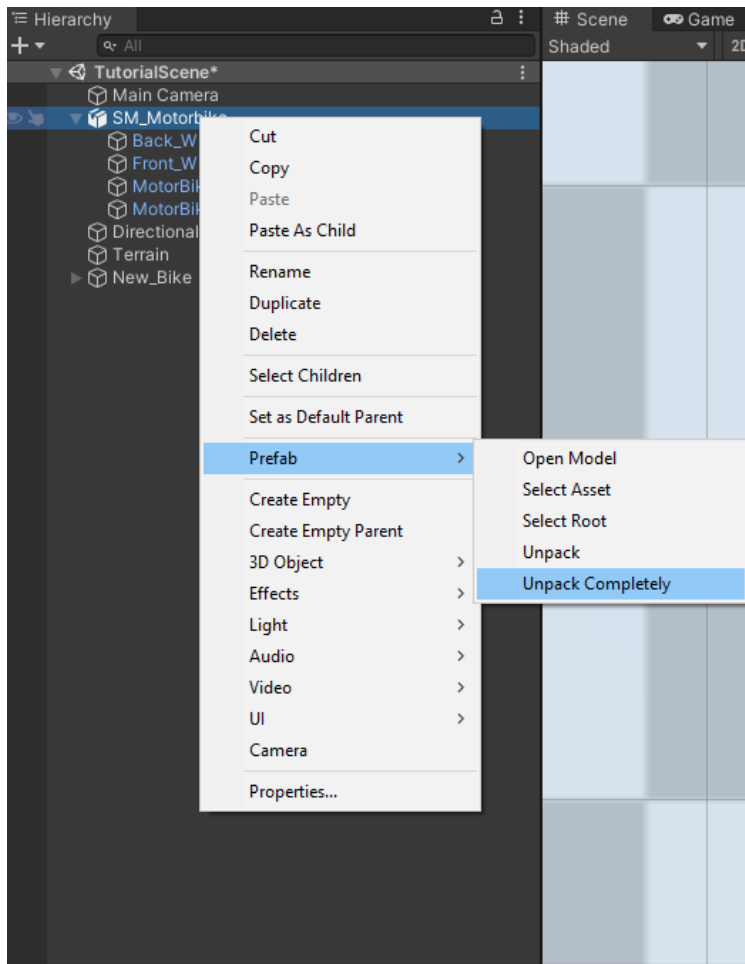 Hierarchy
# Scene
Game
All
Shaded
2D
TutorialScene*
Main Camera
SM_Motorbike
Back_W
Front_W
MotorBi
MotorBi
Directional
Terrain
New_Bike
Cut
Copy
Paste
Paste As Child
Rename
Duplicate
Delete
Select Children
Set as Default Parent
Prefab
Create Empty
Create Empty Parent
3D Object
Effects
Light
Audio
Video
UI
Camera
Properties...
Open Model
Select Asset
Select Root
Unpack
Unpack Completely